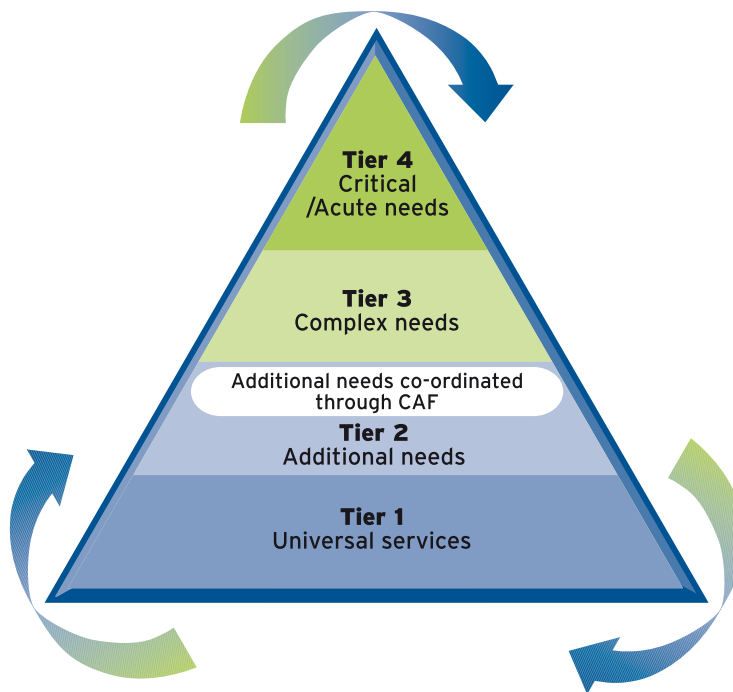 Tier 4
Critical
/Acute needs
Tier 3
Complex needs
Additional needs co-ordinated
through CAF
Tier 2
Additional needs
Tier 1
Universal services